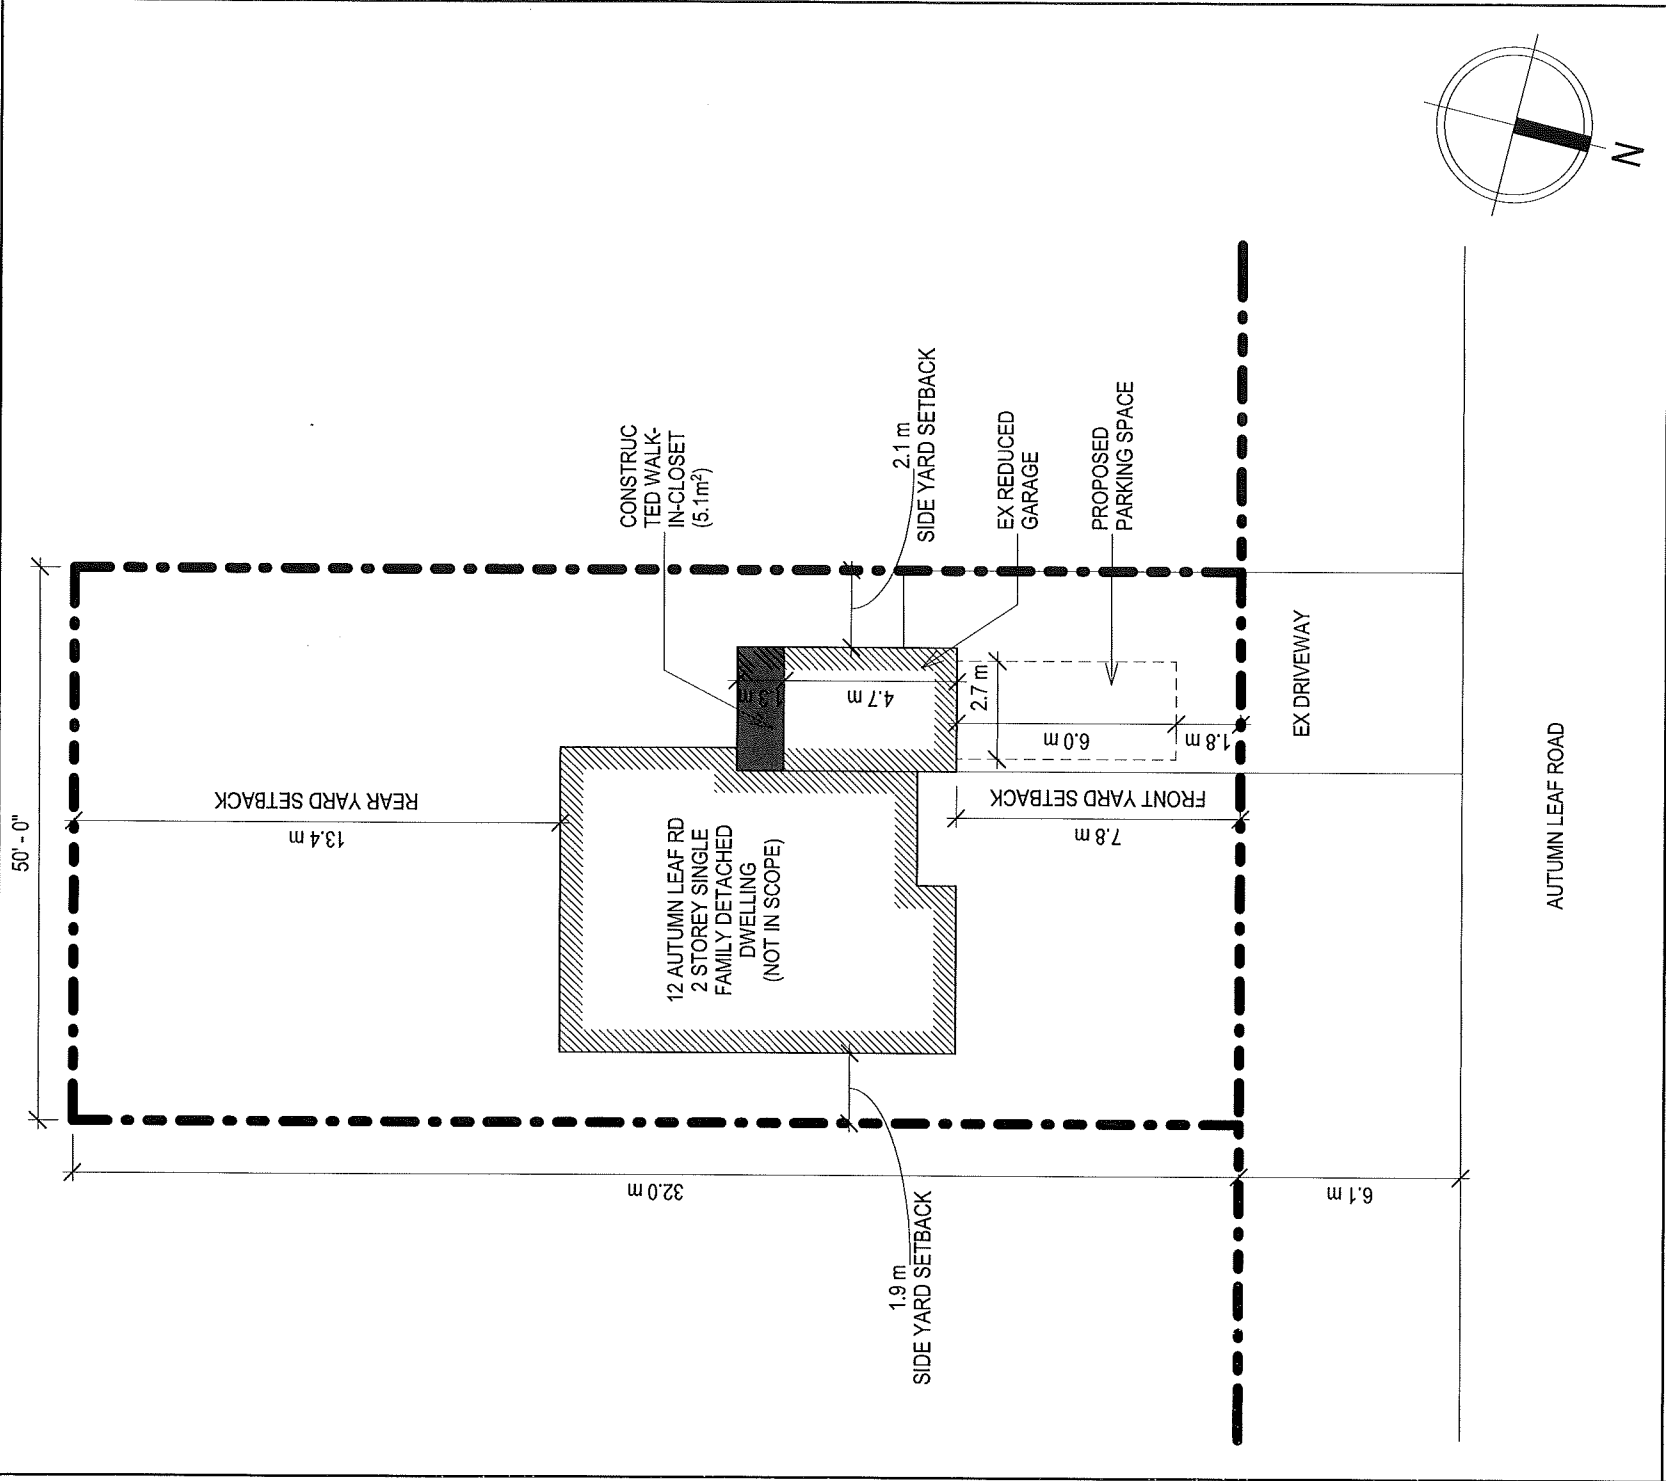 50' - 0"
13.4 m
REAR YARD SETBACK
CONSTRUC
TED WALK-
IN-CLOSET
(5.1m²)
2.1 m
SIDE YARD SETBACK
EX REDUCED
GARAGE
PROPOSED
PARKING SPACE
1.3 m
4.7 m
2.7 m
6.0 m
1.8 m
12 AUTUMN LEAF RD
2 STOREY SINGLE
FAMILY DETACHED
DWELLING
(NOT IN SCOPE)
FRONT YARD SETBACK
7.8 m
EX DRIVEWAY
AUTUMN LEAF ROAD
32.0 m
6.1 m
1.9 m
SIDE YARD SETBACK
N